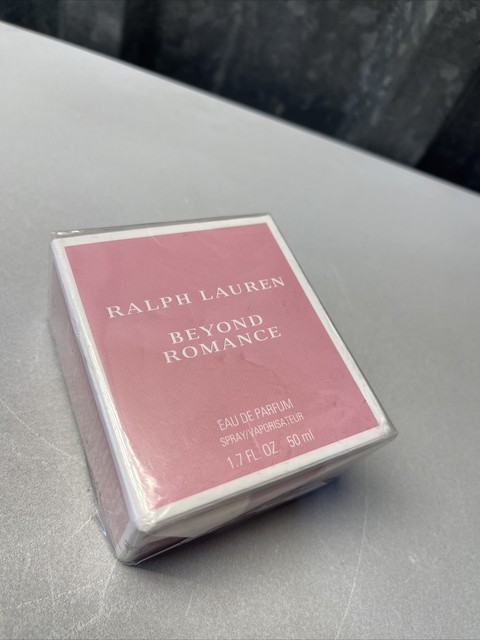 RALPH LAUREN
BEYOND
ROMANCE
EAU DE PARFUM
SPRAY/VAPORISATEUR
1.7 FL. OZ 50 ml